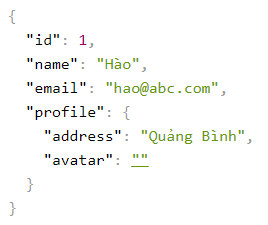 {
  "id": 1,
  "name": "Hào",
  "email": "hao@abc.com",
  "profile": {
    "address": "Quảng Bình",
    "avatar": ""
  }
}